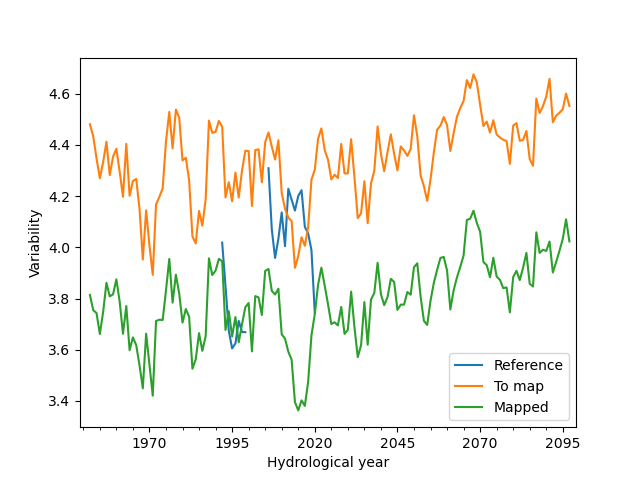 4.6
4.4
4.2
4.0
3.8
3.6
3.4
Variability
1970 1995 2020 2045 2070 2095
Hydrological year
Reference
To map
Mapped